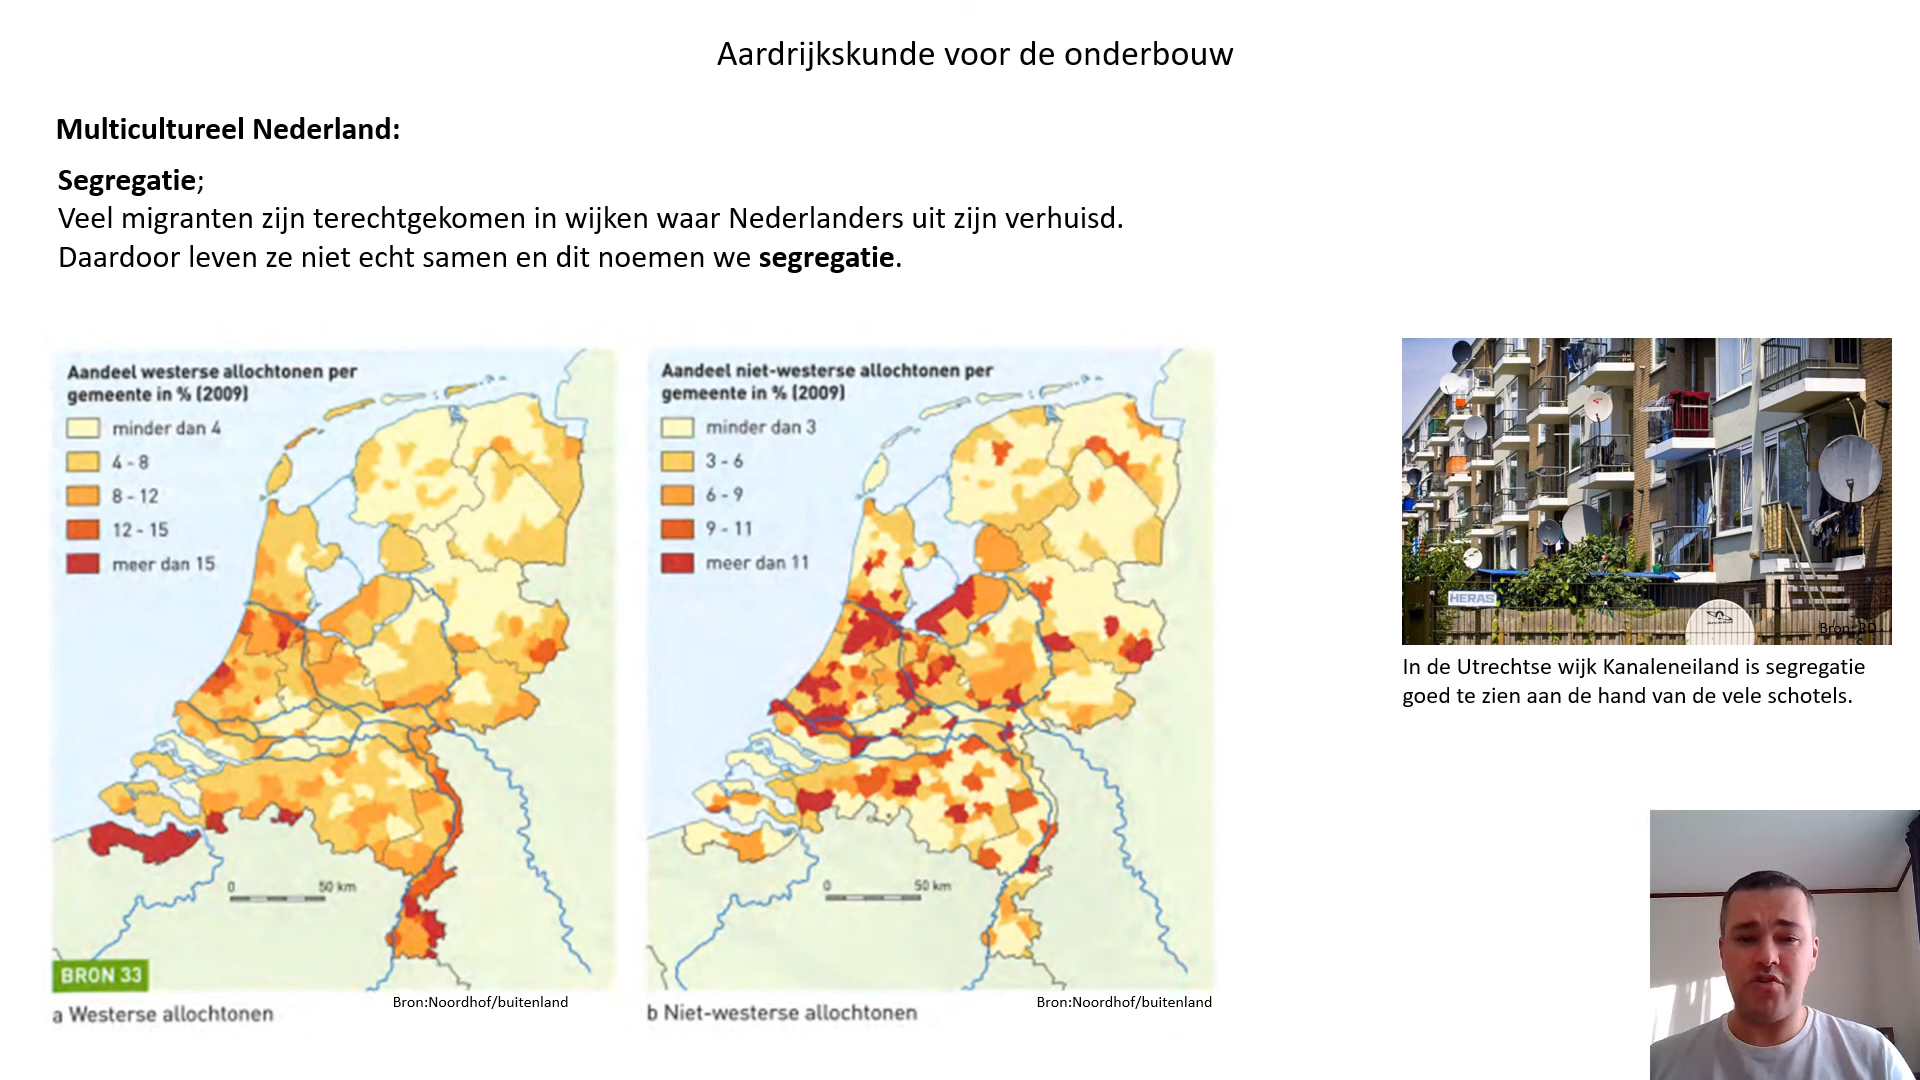 Aardrijkskunde voor de onderbouw
Multicultureel Nederland:
Segregatie;
Veel migranten zijn terechtgekomen in wijken waar Nederlanders uit zijn verhuisd.
Daardoor leven ze niet echt samen en dit noemen we segregatie.
Aandeel westerse allochtonen per
gemeente in % (2009)
minder dan 4
4 - 8
8 - 12
12 - 15
meer dan 15
0 50 km
BRON 33
Bron:Noordhof/buitenland
a Westerse allochtonen
Aandeel niet-westerse allochtonen per
gemeente in % (2009)
minder dan 3
3 - 6
6 - 9
9 - 11
meer dan 11
0 50 km
Bron:Noordhof/buitenland
b Niet-westerse allochtonen
HERAS
Bron: RD
In de Utrechtse wijk Kanaleneiland is segregatie
goed te zien aan de hand van de vele schotels.